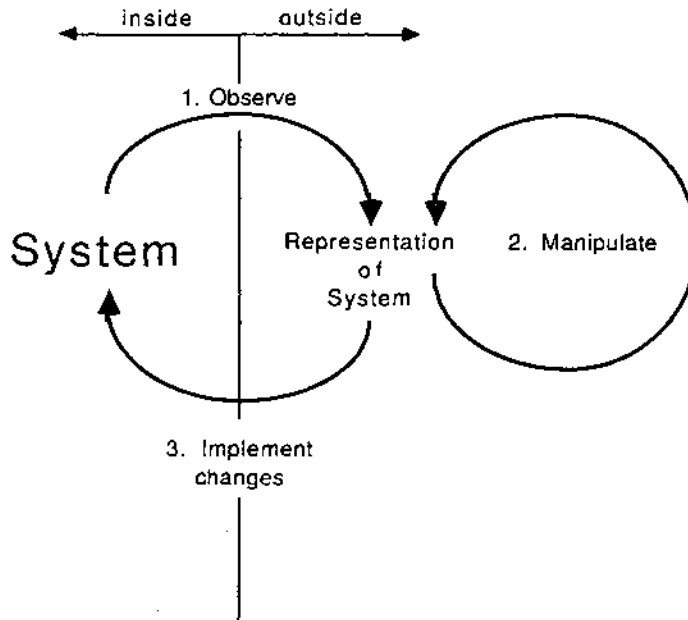 inside outside
1. Observe
System
Representation
of
System
2. Manipulate
3. Implement
changes